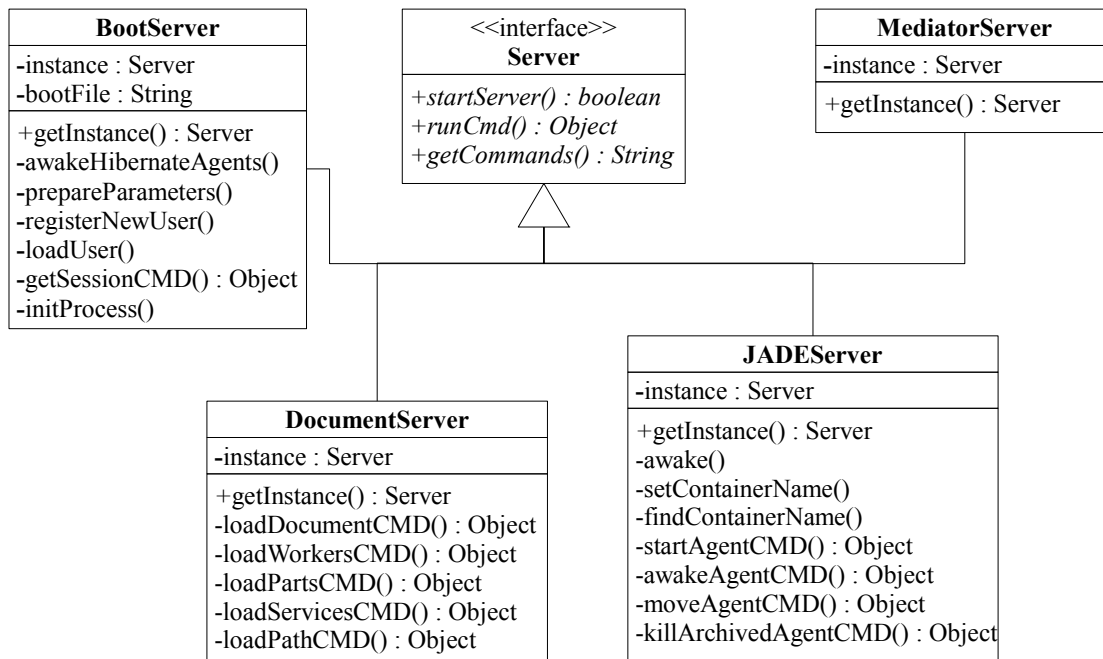 BootServer
-instance : Server
-bootFile : String
+getInstance() : Server
-awakeHibernateAgents()
-prepareParameters()
-registerNewUser()
-loadUser()
-getSessionCMD() : Object
-initProcess()
<<interface>>
Server
+startServer() : boolean
+runCmd() : Object
+getCommands() : String
MediatorServer
-instance : Server
+getInstance() : Server
DocumentServer
-instance : Server
+getInstance() : Server
-loadDocumentCMD() : Object
-loadWorkersCMD() : Object
-loadPartsCMD() : Object
-loadServicesCMD() : Object
-loadPathCMD() : Object
JADEServer
-instance : Server
+getInstance() : Server
-awake()
-setContainerName()
-findContainerName()
-startAgentCMD() : Object
-awakeAgentCMD() : Object
-moveAgentCMD() : Object
-killArchivedAgentCMD() : Object